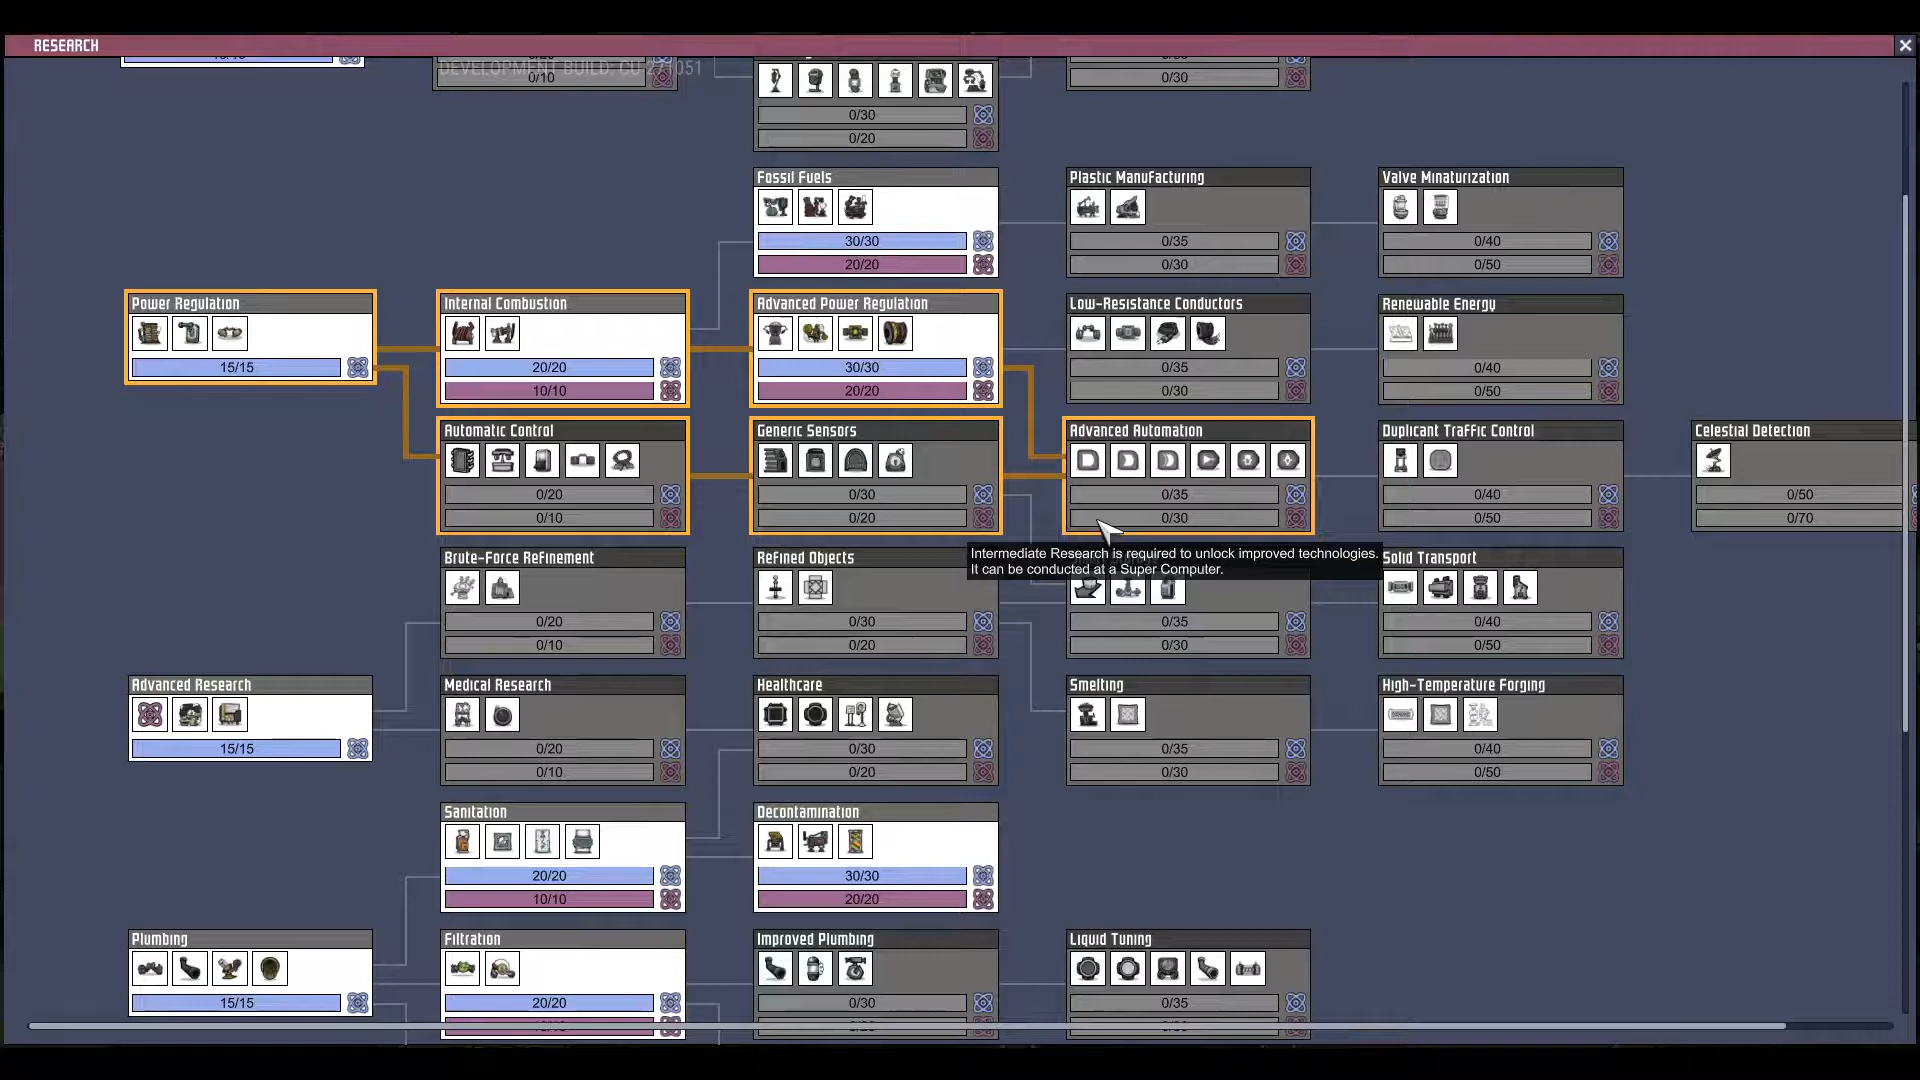 RESEARCH
DEVELOPMENT BUILD: CU-271051
0/10
0/30
0/30
0/20
Fossil Fuels
30/30
20/20
Plastic Manufacturing
0/35
0/30
Valve Minaturization
0/40
0/50
Power Regulation
15/15
Internal Combustion
20/20
10/10
Advanced Power Regulation
30/30
20/20
Low-Resistance Conductors
0/35
0/30
Renewable Energy
0/40
0/50
Automatic Control
0/20
0/10
Generic Sensors
0/30
0/20
Advanced Automation
0/35
0/30
Duplicant Traffic Control
0/40
0/50
Celestial Detection
0/50
0/70
Intermediate Research is required to unlock improved technologies.
It can be conducted at a Super Computer.
Brute-Force Refinement
0/20
0/10
Refined Objects
0/30
0/20
0/35
0/30
Solid Transport
0/40
0/50
Advanced Research
15/15
Medical Research
0/20
0/10
Healthcare
0/30
0/20
Smelting
0/35
0/30
High-Temperature Forging
0/40
0/50
Sanitation
20/20
10/10
Decontamination
30/30
20/20
Plumbing
15/15
Filtration
20/20
Improved Plumbing
0/30
Liquid Tuning
0/35